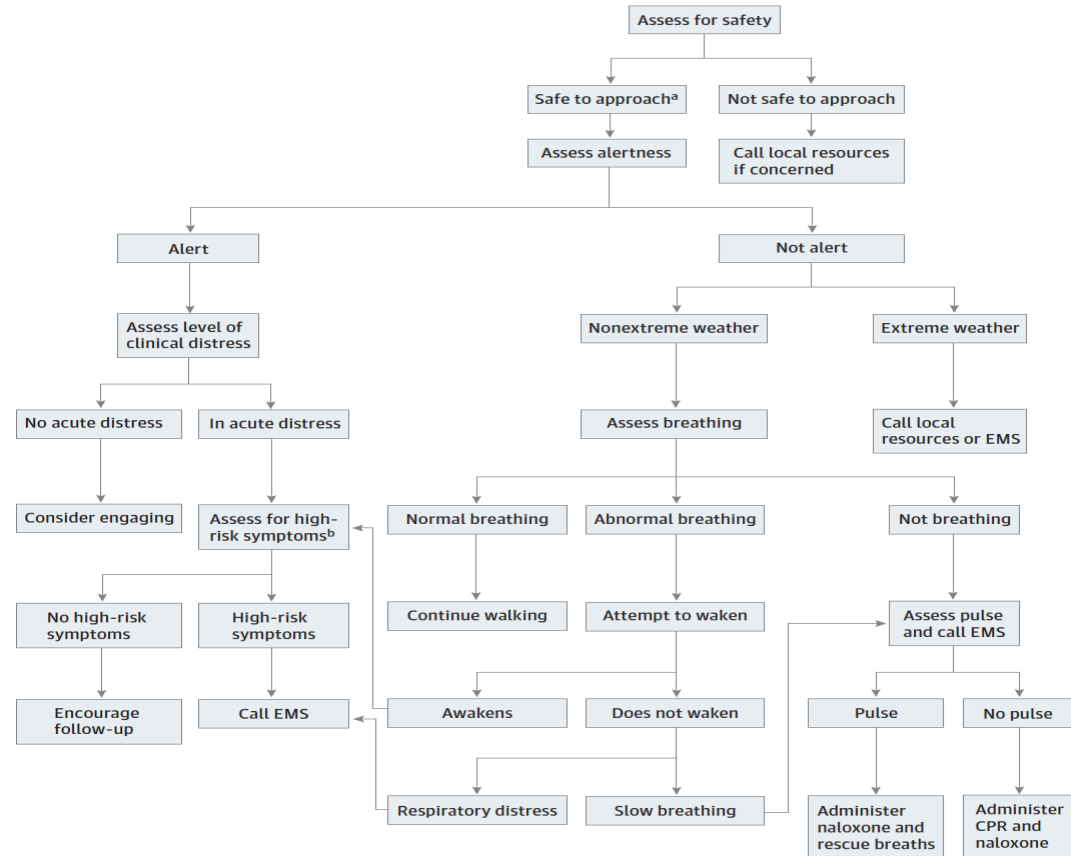 Assess for safety
Safe to approachᵃ
Not safe to approach
Assess alertness
Call local resources
if concerned
Alert
Not alert
Assess level of
clinical distress
Nonextreme weather
Extreme weather
No acute distress
In acute distress
Assess breathing
Call local
resources or EMS
Consider engaging
Assess for high-
risk symptomsᵇ
Normal breathing
Abnormal breathing
Not breathing
No high-risk
symptoms
High-risk
symptoms
Continue walking
Attempt to waken
Assess pulse
and call EMS
Encourage
follow-up
Call EMS
Awakens
Does not waken
Pulse
No pulse
Respiratory distress
Slow breathing
Administer
naloxone and
rescue breaths
Administer
CPR and
naloxone